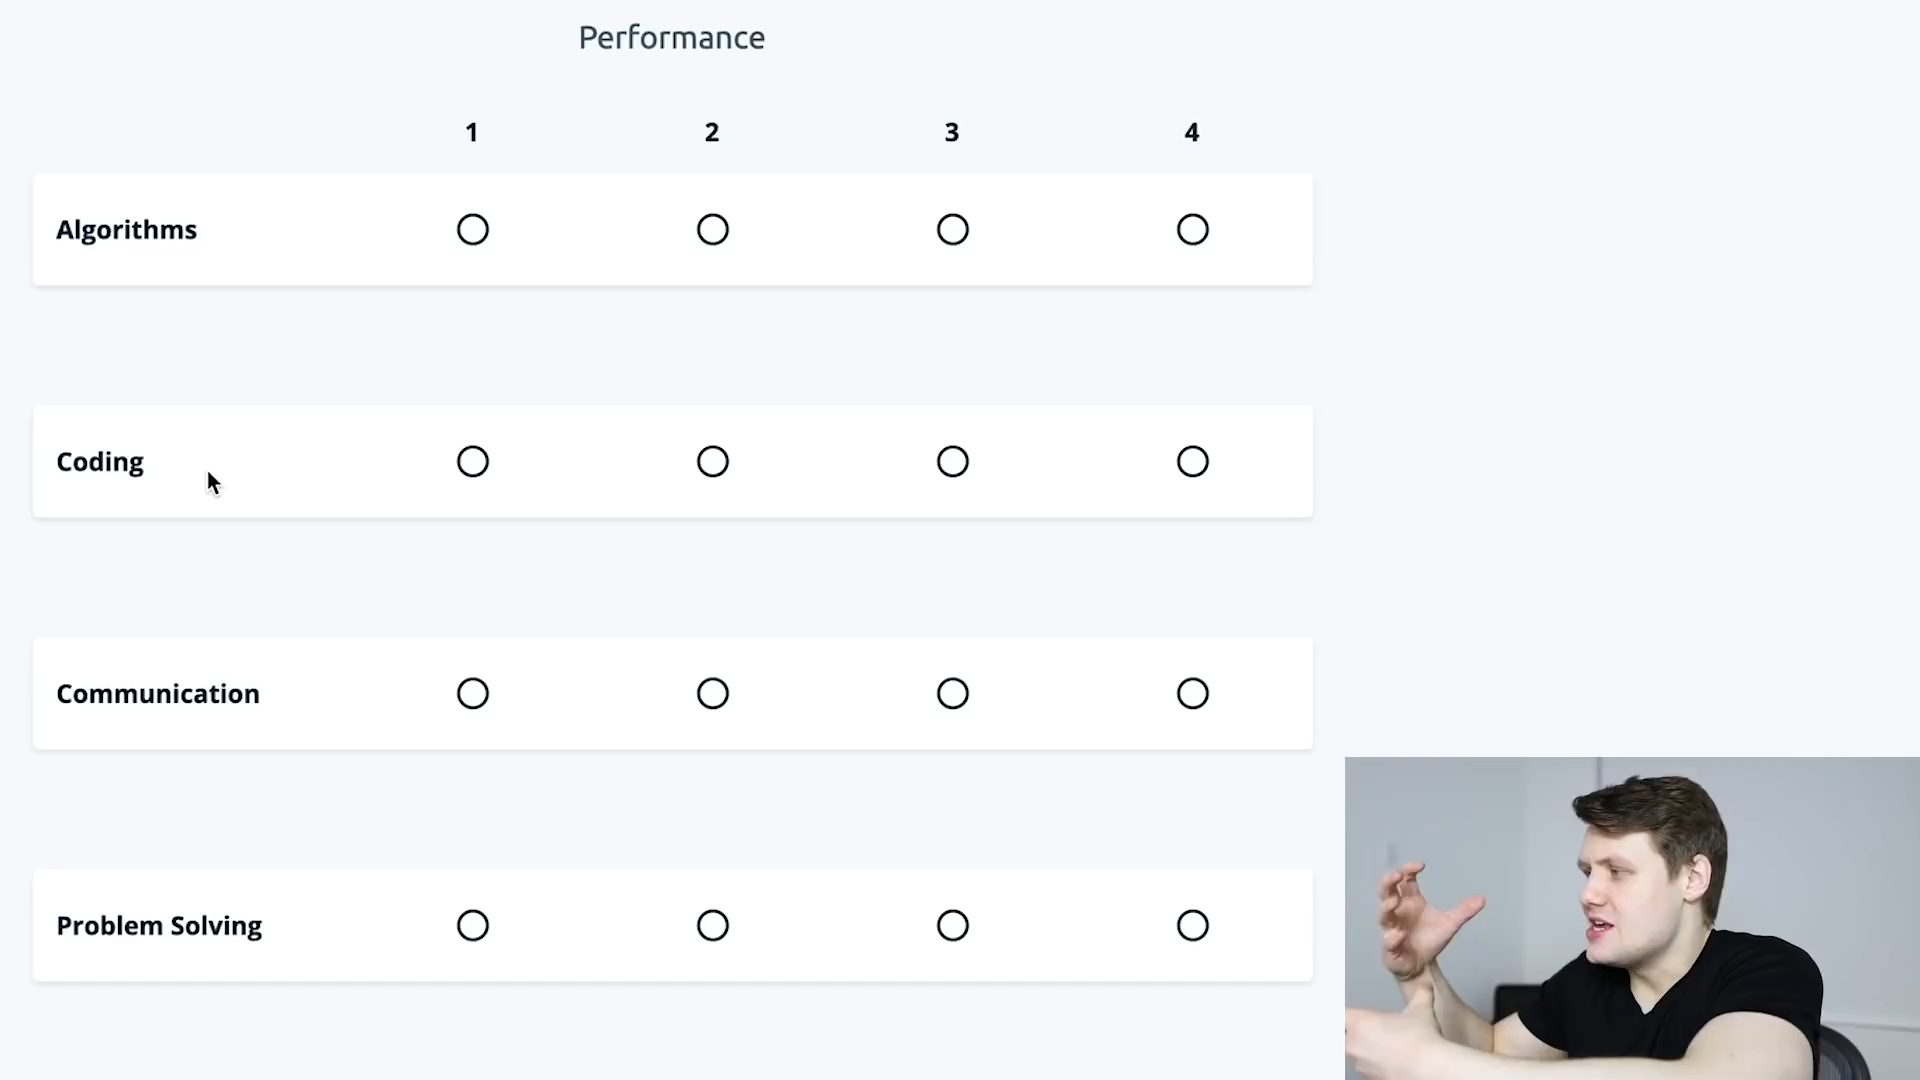 Performance
1 2 3 4
Algorithms
Coding
Communication
Problem Solving